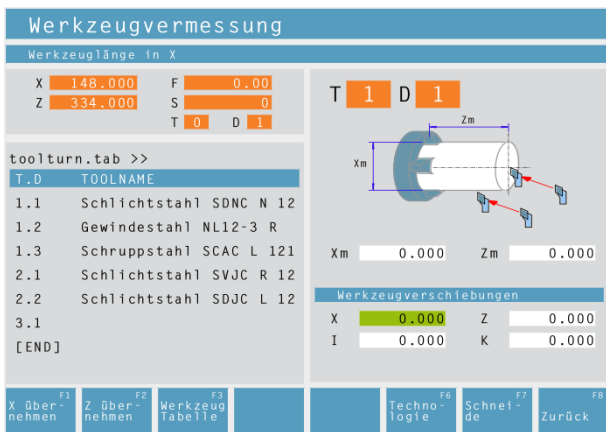 Werkzeugvermessung
Werkzeuglänge in X
X 148.000 F 0.00
Z 334.000 S 0
T 0 D 1
T 1 D 1
Zm
Xm
Xm 0.000 Zm 0.000
toolturn.tab >>
T.D TOOLNAME
1.1 Schlichtstahl SDNC N 12
1.2 Gewindestahl NL12-3 R
1.3 Schruppstahl SCAC L 121
2.1 Schlichtstahl SVJC R 12
2.2 Schlichtstahl SDJC L 12
3.1
[END]
Werkzeugverschiebungen
X 0.000 Z 0.000
I 0.000 K 0.000
F1
X über-
nehmen
F2
Z über-
nehmen
F3
Werkzeug
Tabelle
F6
Techno-
logie
F7
Schnei-
de
F8
Zurück